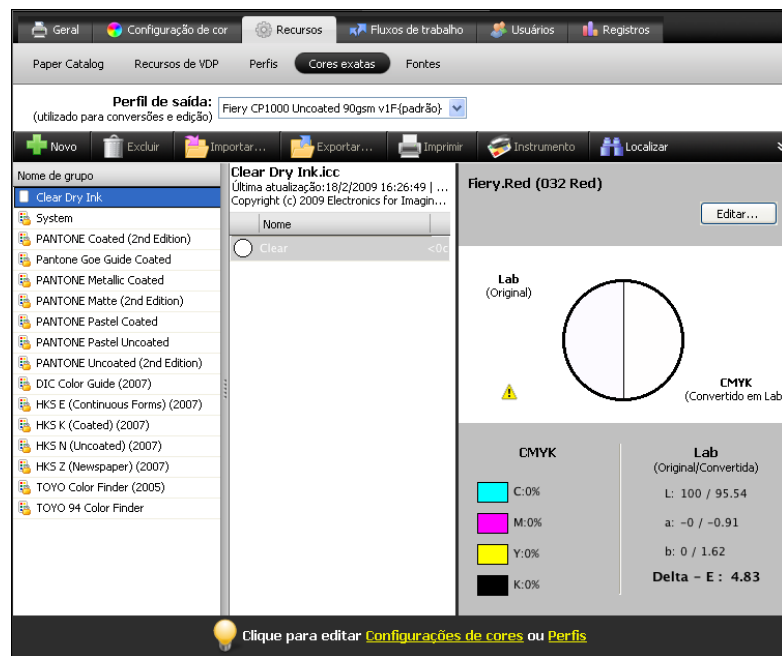 Geral Configuração de cor Recursos Fluxos de trabalho Usuários Registros
Paper Catalog Recursos de VDP Perfis Cores exatas Fontes
Perfil de saída: Fiery CP1000 Uncoated 90gsm v1F{padrão}
(utilizado para conversões e edição)
Novo Excluir Importar... Exportar... Imprimir Instrumento Localizar
Nome de grupo
Clear Dry Ink
System
PANTONE Coated (2nd Edition)
Pantone Goe Guide Coated
PANTONE Metallic Coated
PANTONE Matte (2nd Edition)
PANTONE Pastel Coated
PANTONE Pastel Uncoated
PANTONE Uncoated (2nd Edition)
DIC Color Guide (2007)
HKS E (Continuous Forms) (2007)
HKS K (Coated) (2007)
HKS N (Uncoated) (2007)
HKS Z (Newspaper) (2007)
TOYO Color Finder (2005)
TOYO 94 Color Finder
Clear Dry Ink.icc
Última atualização:18/2/2009 16:26:49 | ...
Copyright (c) 2009 Electronics for Imagin...
Nome
Clear <0c
Fiery.Red (032 Red)
Editar...
Lab
(Original)
CMYK
(Convertido em Lab
CMYK
C:0%
M:0%
Y:0%
K:0%
Lab
(Original/Convertida)
L: 100 / 95.54
a: -0 / -0.91
b: 0 / 1.62
Delta - E : 4.83
Clique para editar Configurações de cores ou Perfis